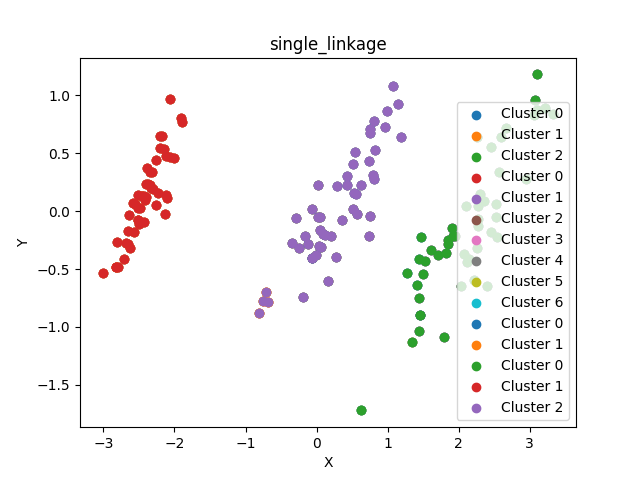 single_linkage
Y
1.0
0.5
0.0
−0.5
−1.0
−1.5
Cluster 0
Cluster 1
Cluster 2
Cluster 0
Cluster 1
Cluster 2
Cluster 3
Cluster 4
Cluster 5
Cluster 6
Cluster 0
Cluster 1
Cluster 0
Cluster 1
Cluster 2
−3 −2 −1 0 1 2 3
X